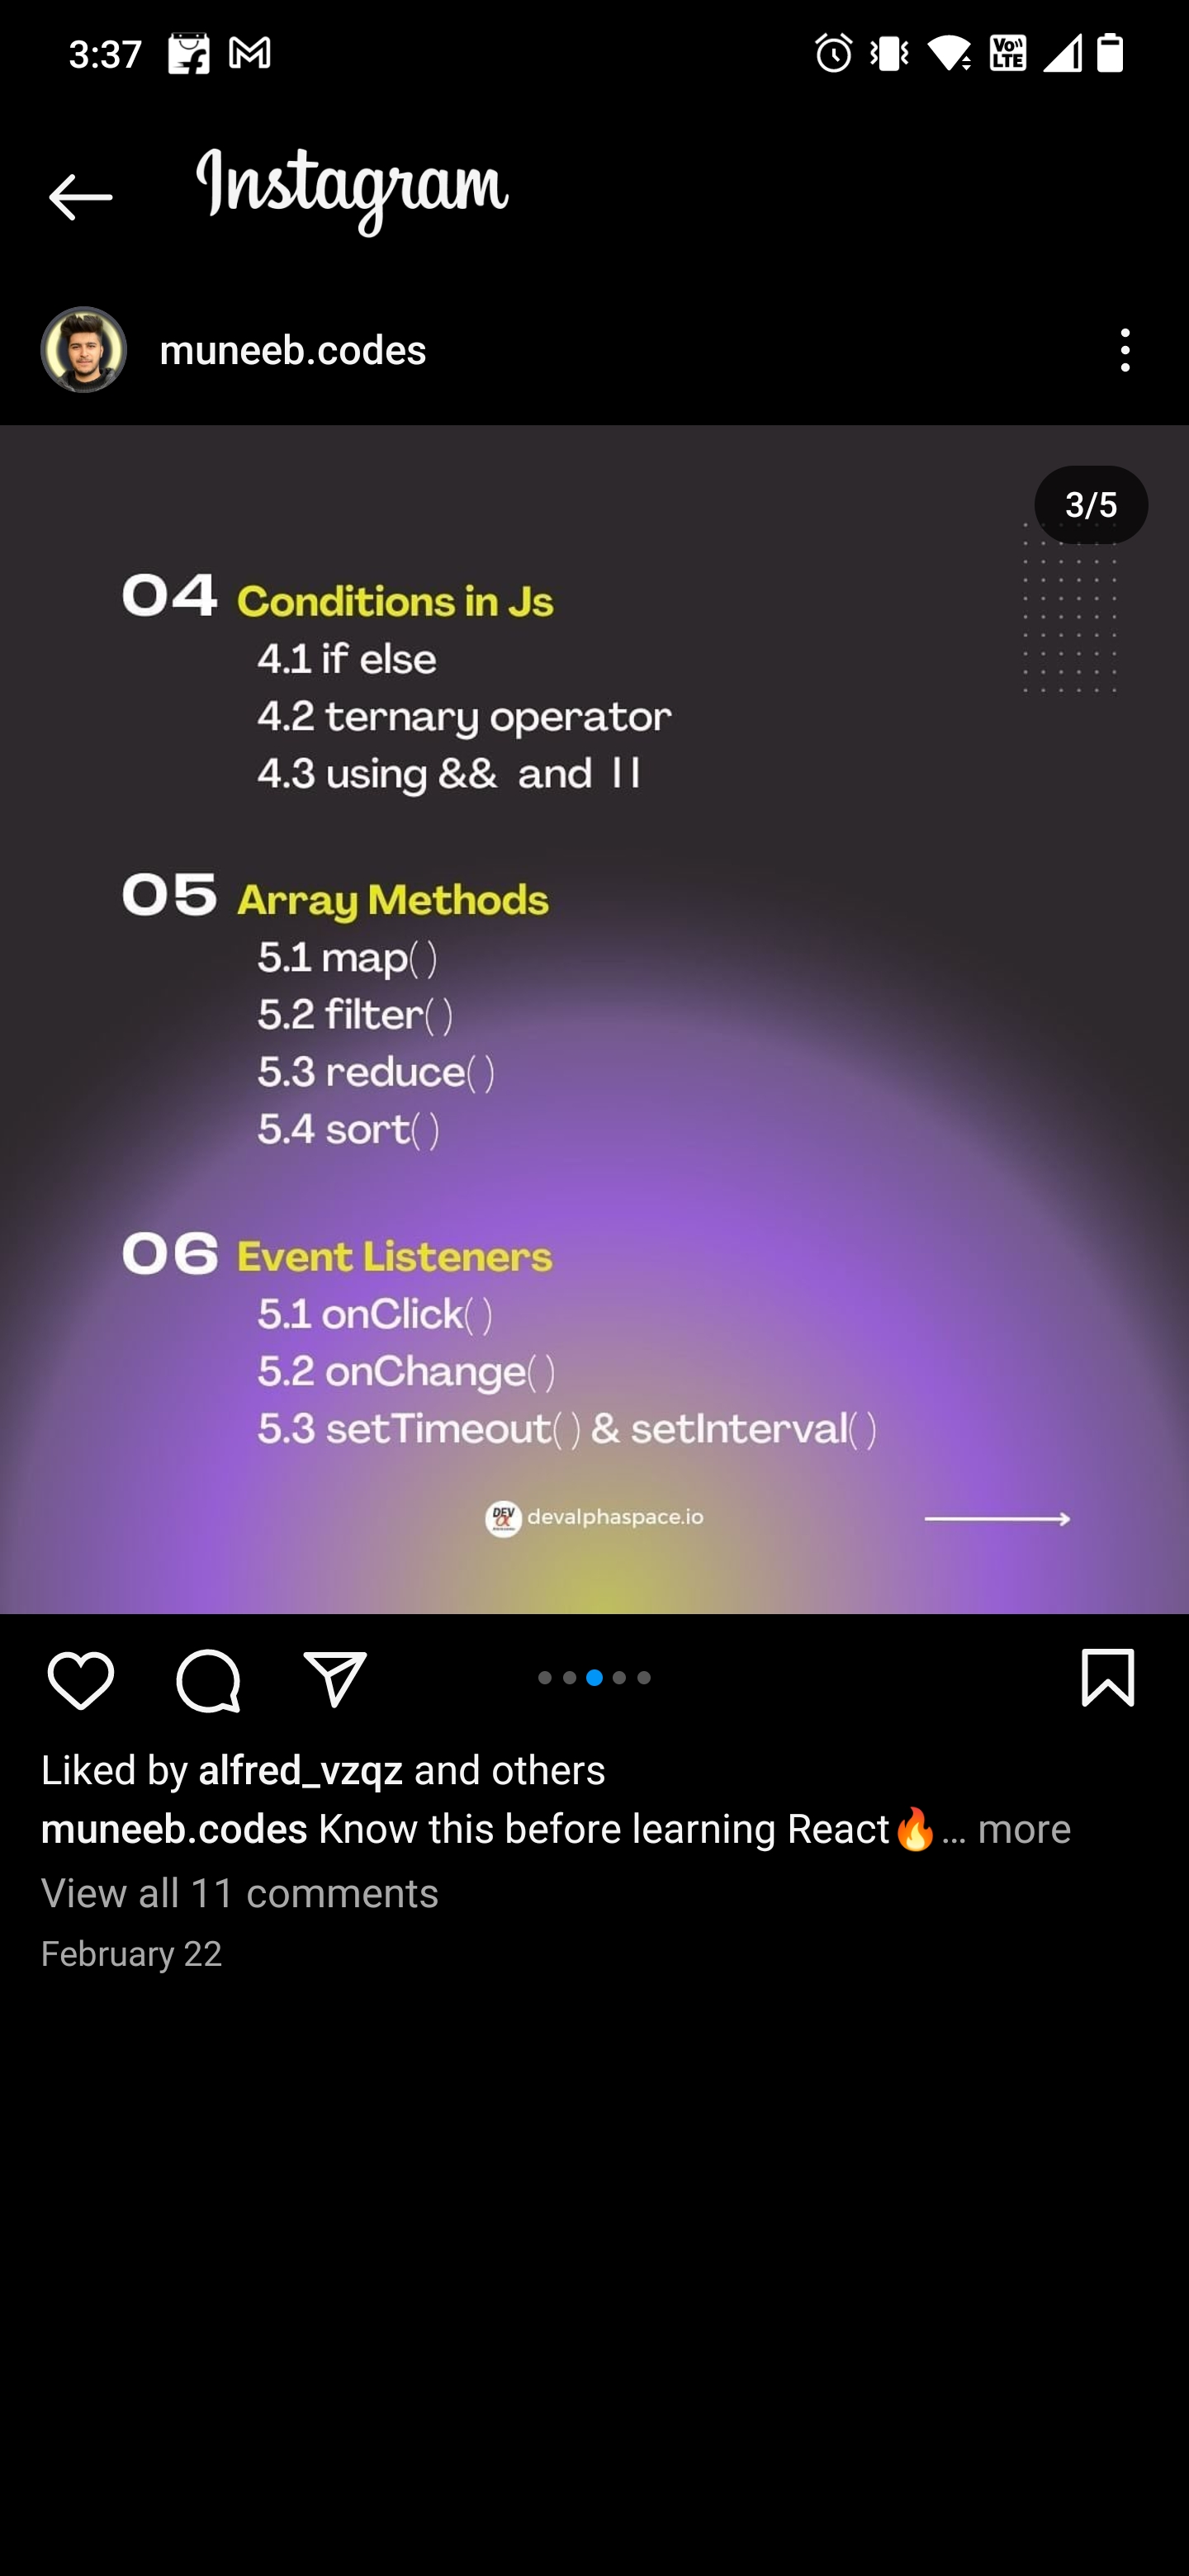 3:37
Vo)) LTE
Instagram
muneeb.codes
3/5
04 Conditions in Js
4.1 if else
4.2 ternary operator
4.3 using && and ||
05 Array Methods
5.1 map( )
5.2 filter( )
5.3 reduce( )
5.4 sort( )
06 Event Listeners
5.1 onClick( )
5.2 onChange( )
5.3 setTimeout( ) & setInterval( )
DEV devalphaspace.io
Liked by alfred_vzqz and others
muneeb.codes Know this before learning React🔥... more
View all 11 comments
February 22